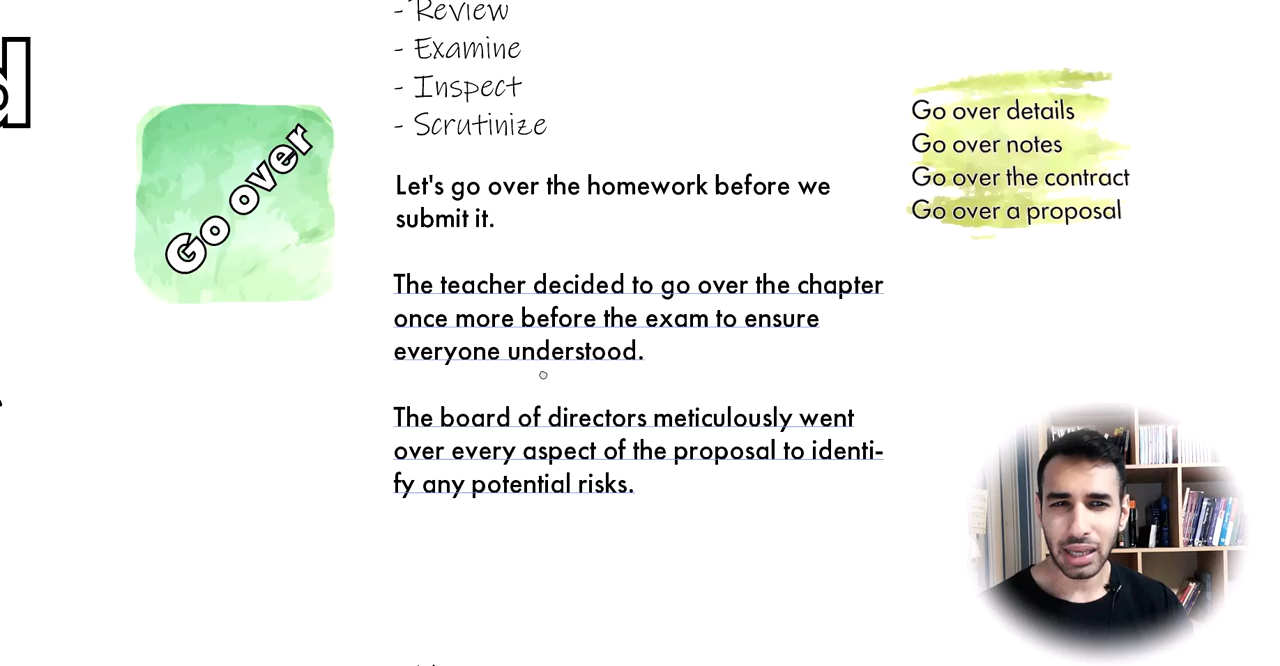 d
- Review
- Examine
- Inspect
- Scrutinize
Go over
Let's go over the homework before we
submit it.
The teacher decided to go over the chapter
once more before the exam to ensure
everyone understood.
The board of directors meticulously went
over every aspect of the proposal to identi-
fy any potential risks.
Go over details
Go over notes
Go over the contract
Go over a proposal